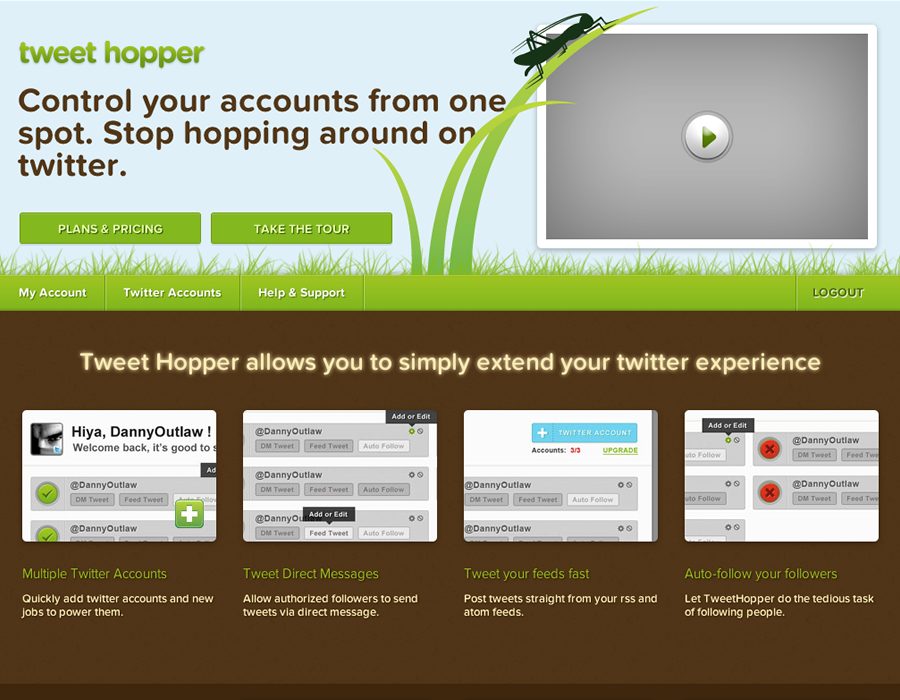 tweet hopper
Control your accounts from one
spot. Stop hopping around on
twitter.
PLANS & PRICING
TAKE THE TOUR
My Account
Twitter Accounts
Help & Support
LOGOUT
Tweet Hopper allows you to simply extend your twitter experience
Hiya, DannyOutlaw !
Welcome back, it's good to s
Ad
@DannyOutlaw
DM Tweet
Feed Tweet
Auto Follow
@DannyOutlaw
DM Tweet
Feed Tweet
Add or Edit
@DannyOutlaw
DM Tweet
Feed Tweet
Auto Follow
@DannyOutlaw
DM Tweet
Feed Tweet
Auto Follow
Add or Edit
@DannyOutlaw
DM Tweet
Feed Tweet
Auto Follow
TWITTER ACCOUNT
Accounts: 3/3
UPGRADE
@DannyOutlaw
DM Tweet
Feed Tweet
Auto Follow
@DannyOutlaw
DM Tweet
Feed Tweet
Auto Follow
Add or Edit
uto Follow
@DannyOutlaw
DM Tweet
Feed Twe
uto Follow
@DannyOutlaw
DM Tweet
Feed Twe
uto Follow
Multiple Twitter Accounts
Quickly add twitter accounts and new
jobs to power them.
Tweet Direct Messages
Allow authorized followers to send
tweets via direct message.
Tweet your feeds fast
Post tweets straight from your rss and
atom feeds.
Auto-follow your followers
Let TweetHopper do the tedious task
of following people.